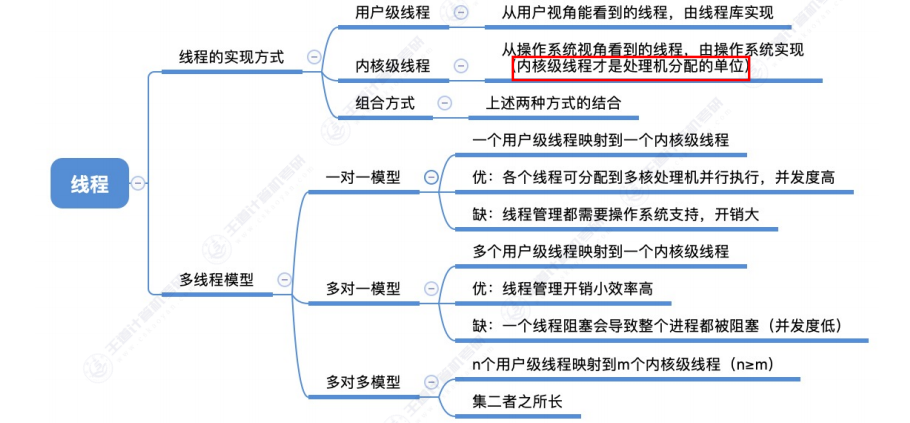 线程
线程的实现方式
用户级线程
从用户视角能看到的线程，由线程库实现
内核级线程
从操作系统视角看到的线程，由操作系统实现
（内核级线程才是处理机分配的单位）
组合方式
上述两种方式的结合
多线程模型
一对一模型
一个用户级线程映射到一个内核级线程
优：各个线程可分配到多核处理机并行执行，并发度高
缺：线程管理都需要操作系统支持，开销大
多对一模型
多个用户级线程映射到一个内核级线程
优：线程管理开销小效率高
缺：一个线程阻塞会导致整个进程都被阻塞（并发度低）
多对多模型
n个用户级线程映射到m个内核级线程（n≥m）
集二者之所长
王道计算机考研